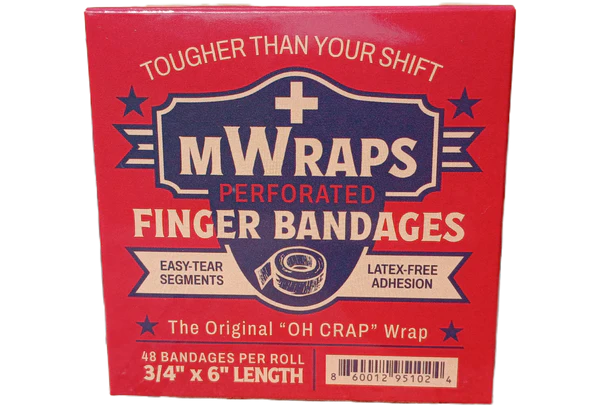 TOUGHER THAN YOUR SHIFT
MWRAPS
PERFORATED
FINGER BANDAGES
EASY-TEAR
SEGMENTS
LATEX-FREE
ADHESION
The Original "OH CRAP" Wrap
48 BANDAGES PER ROLL
3/4" x 6" LENGTH
8 60012 95102 4